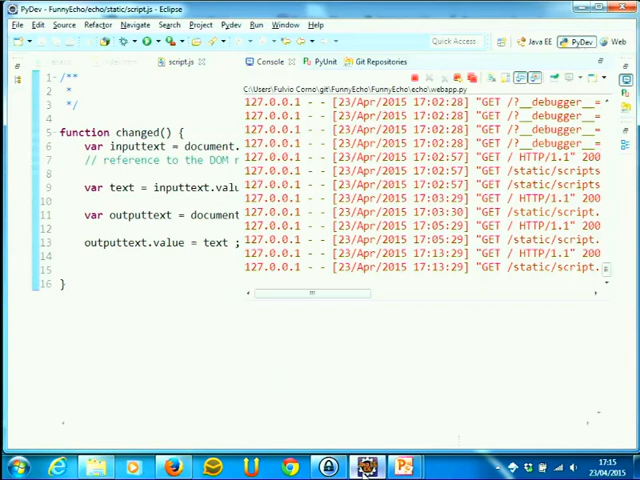 PyDev - FunnyEcho/echo/static/script.js - Eclipse
File Edit Source Refactor Navigate Search Project Pydev Run Window Help
Quick Access
Java EE
PyDev
Web
script.js
Console
PyUnit
Git Repositories
C:\Users\Fulvio Corno\git\FunnyEcho\FunnyEcho\echo\webapp.py
1 /**
2 *
3 */
4
5 function changed() {
6 var inputtext = document.
7 // reference to the DOM
8
9 var text = inputtext.valu
10
11 var outputtext = document
12
13 outputtext.value = text ;
14
15
16 }
127.0.0.1 - - [23/Apr/2015 17:02:28] "GET /?__debugger__=
127.0.0.1 - - [23/Apr/2015 17:02:28] "GET /?__debugger__=
127.0.0.1 - - [23/Apr/2015 17:02:28] "GET /?__debugger__=
127.0.0.1 - - [23/Apr/2015 17:02:28] "GET /?__debugger__=
127.0.0.1 - - [23/Apr/2015 17:02:57] "GET / HTTP/1.1" 200
127.0.0.1 - - [23/Apr/2015 17:02:57] "GET /static/scripts
127.0.0.1 - - [23/Apr/2015 17:02:57] "GET /static/scripts
127.0.0.1 - - [23/Apr/2015 17:03:29] "GET / HTTP/1.1" 200
127.0.0.1 - - [23/Apr/2015 17:03:30] "GET /static/script.
127.0.0.1 - - [23/Apr/2015 17:05:29] "GET / HTTP/1.1" 200
127.0.0.1 - - [23/Apr/2015 17:05:29] "GET /static/script.
127.0.0.1 - - [23/Apr/2015 17:13:29] "GET / HTTP/1.1" 200
127.0.0.1 - - [23/Apr/2015 17:13:29] "GET /static/script.
17:15
23/04/2015